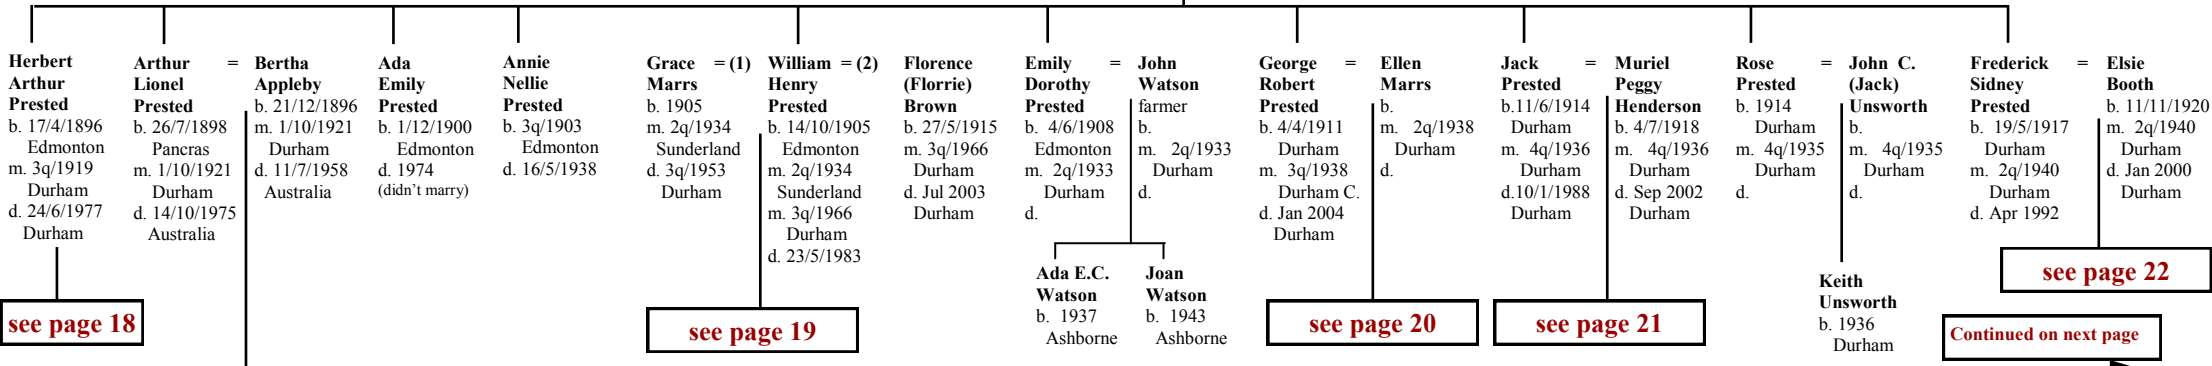 Herbert
Arthur
Prested
b. 17/4/1896
Edmonton
m. 3q/1919
Durham
d. 24/6/1977
Durham
see page 18
Arthur =
Lionel
Prested
b. 26/7/1898
Pancras
m. 1/10/1921
Durham
d. 14/10/1975
Australia
Bertha
Appleby
b. 21/12/1896
m. 1/10/1921
Durham
d. 11/7/1958
Australia
Ada
Emily
Prested
b. 1/12/1900
Edmonton
d. 1974
(didn't marry)
Annie
Nellie
Prested
b. 3q/1903
Edmonton
d. 16/5/1938
Grace = (1)
Marrs
b. 1905
m. 2q/1934
Sunderland
d. 3q/1953
Durham
William = (2)
Henry
Prested
b. 14/10/1905
Edmonton
m. 2q/1934
Sunderland
m. 3q/1966
Durham
d. 23/5/1983
see page 19
Florence
(Florrie)
Brown
b. 27/5/1915
m. 3q/1966
Durham
d. Jul 2003
Durham
Emily =
Dorothy
Prested
b. 4/6/1908
Edmonton
m. 2q/1933
Durham
d.
John
Watson
farmer
b.
m. 2q/1933
Durham
d.
Ada E.C.
Watson
b. 1937
Ashborne
Joan
Watson
b. 1943
Ashborne
George =
Robert
Prested
b. 4/4/1911
Durham
m. 3q/1938
Durham C.
d. Jan 2004
Durham
Ellen
Marrs
b.
m. 2q/1938
Durham
d.
see page 20
Jack =
Prested
b.11/6/1914
Durham
m. 4q/1936
Durham
d.10/1/1988
Durham
Muriel
Peggy
Henderson
b. 4/7/1918
m. 4q/1936
Durham
d. Sep 2002
Durham
see page 21
Rose =
Prested
b. 1914
Durham
m. 4q/1935
Durham
d.
John C.
(Jack)
Unsworth
b.
m. 4q/1935
Durham
d.
Keith
Unsworth
b. 1936
Durham
Frederick =
Sidney
Prested
b. 19/5/1917
Durham
m. 2q/1940
Durham
d. Apr 1992
Elsie
Booth
b. 11/11/1920
m. 2q/1940
Durham
d. Jan 2000
Durham
see page 22
Continued on next page